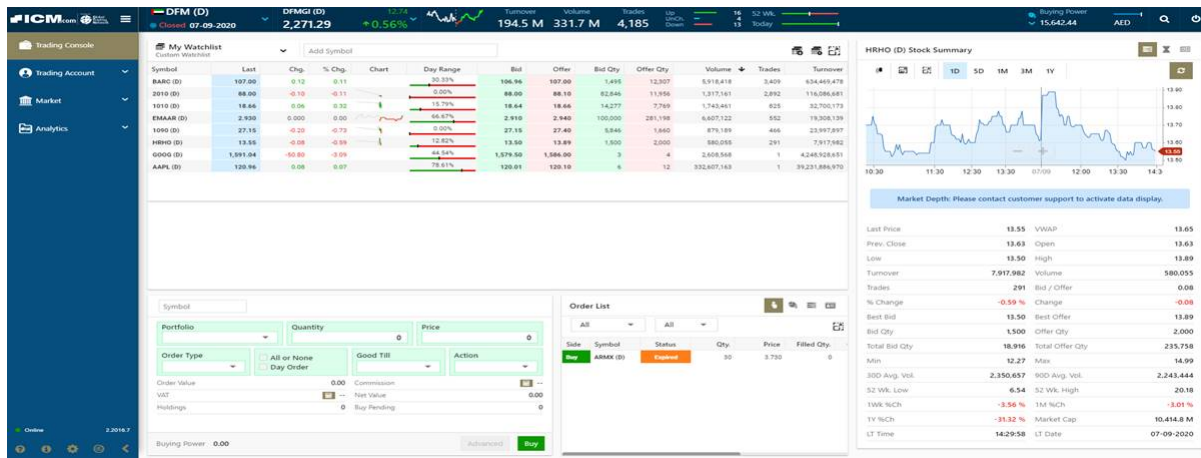 ICM.com
DFM (D)
Closed 07-09-2020
DFMGI (D) 12.74
2,271.29 +0.56%
Turnover Volume Trades
194.5 M 331.7 M 4,185
Up 16
UnCh. 4
Down 13
52 Wk.
Today
Buying Power
15,642.44 AED
Trading Console
Trading Account
Market
Analytics
Online 2.2016.7
My Watchlist
Custom Watchlist
Add Symbol
Symbol Last Chg. % Chg. Chart Day Range Bid Offer Bid Qty Offer Qty Volume Trades Turnover
BARC (D) 107.00 0.12 0.11 30.33% 106.96 107.00 1,495 12,307 5,918,418 3,409 634,469,478
2010 (D) 88.00 -0.10 -0.11 0.00% 88.00 88.10 82,846 11,956 1,317,161 2,892 116,086,681
1010 (D) 18.66 0.06 0.32 15.79% 18.64 18.66 14,277 7,769 1,743,461 825 32,700,173
EMAAR (D) 2.930 0.000 0.00 66.67% 2.910 2.940 100,000 281,198 6,607,122 552 19,308,139
1090 (D) 27.15 -0.20 -0.73 0.00% 27.15 27.40 5,846 1,660 879,189 466 23,997,897
HRHO (D) 13.55 -0.08 -0.59 12.82% 13.50 13.89 1,500 2,000 580,055 291 7,917,982
GOOG (D) 1,591.04 -50.80 -3.09 44.54% 1,579.50 1,586.00 3 4 2,608,568 1 4,248,928,651
AAPL (D) 120.96 0.08 0.07 78.61% 120.01 120.10 6 12 332,607,163 1 39,231,886,970
Symbol
Portfolio Quantity Price
0 0
Order Type All or None Good Till Action
Day Order
Order Value 0.00 Commission --
VAT -- Net Value 0.00
Holdings 0 Buy Pending 0
Buying Power 0.00 Advanced Buy
Order List
All All
Side Symbol Status Qty. Price Filled Qty.
Buy ARMX (D) Expired 50 3.750 0
HRHO (D) Stock Summary
1D 5D 1M 3M 1Y
13.90
13.80
13.70
13.60
13.55
13.50
10:30 11:30 12:30 13:30 07/09 12:00 13:30 14:3
Market Depth: Please contact customer support to activate data display.
Last Price 13.55 VWAP 13.65
Prev. Close 13.63 Open 13.63
Low 13.50 High 13.89
Turnover 7,917,982 Volume 580,055
Trades 291 Bid / Offer 0.08
% Change -0.59 % Change -0.08
Best Bid 13.50 Best Offer 13.89
Bid Qty 1,500 Offer Qty 2,000
Total Bid Qty 18,916 Total Offer Qty 235,758
Min 12.27 Max 14.99
30D Avg. Vol. 2,350,657 90D Avg. Vol. 2,243,444
52 Wk. Low 6.54 52 Wk. High 20.18
1Wk %Ch -3.56 % 1M %Ch -3.01 %
1Y %Ch -31.32 % Market Cap 10,414.8 M
LT Time 14:29:58 LT Date 07-09-2020